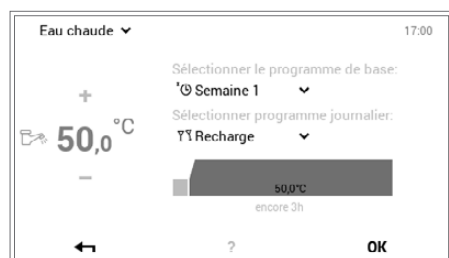 Eau chaude
17:00
Sélectionner le programme de base:
Semaine 1
Sélectionner programme journalier:
Recharge
+
50,0°C
–
50,0°C
encore 3h
?
OK